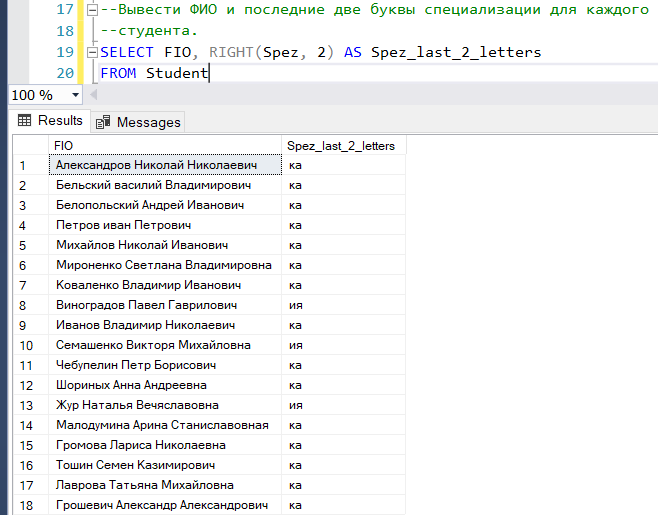 17 --Вывести ФИО и последние две буквы специализации для каждого
18 --студента.
19 SELECT FIO, RIGHT(Spez, 2) AS Spez_last_2_letters
20 FROM Student
100 %
Results Messages
FIO Spez_last_2_letters
1 Александров Николай Николаевич ка
2 Бельский василий Владимирович ка
3 Белопольский Андрей Иванович ка
4 Петров иван Петрович ка
5 Михайлов Николай Иванович ка
6 Мироненко Светлана Владимировна ка
7 Коваленко Владимир Иванович ка
8 Виноградов Павел Гаврилович ия
9 Иванов Владимир Николаевич ка
10 Семашенко Викторя Михайловна ия
11 Чебупелин Петр Борисович ка
12 Шориных Анна Андреевна ка
13 Жур Наталья Вечяславовна ия
14 Малодумина Арина Станиславовная ка
15 Громова Лариса Николаевна ка
16 Тошин Семен Казимирович ка
17 Лаврова Татьяна Михайловна ка
18 Грошевич Александр Александрович ка